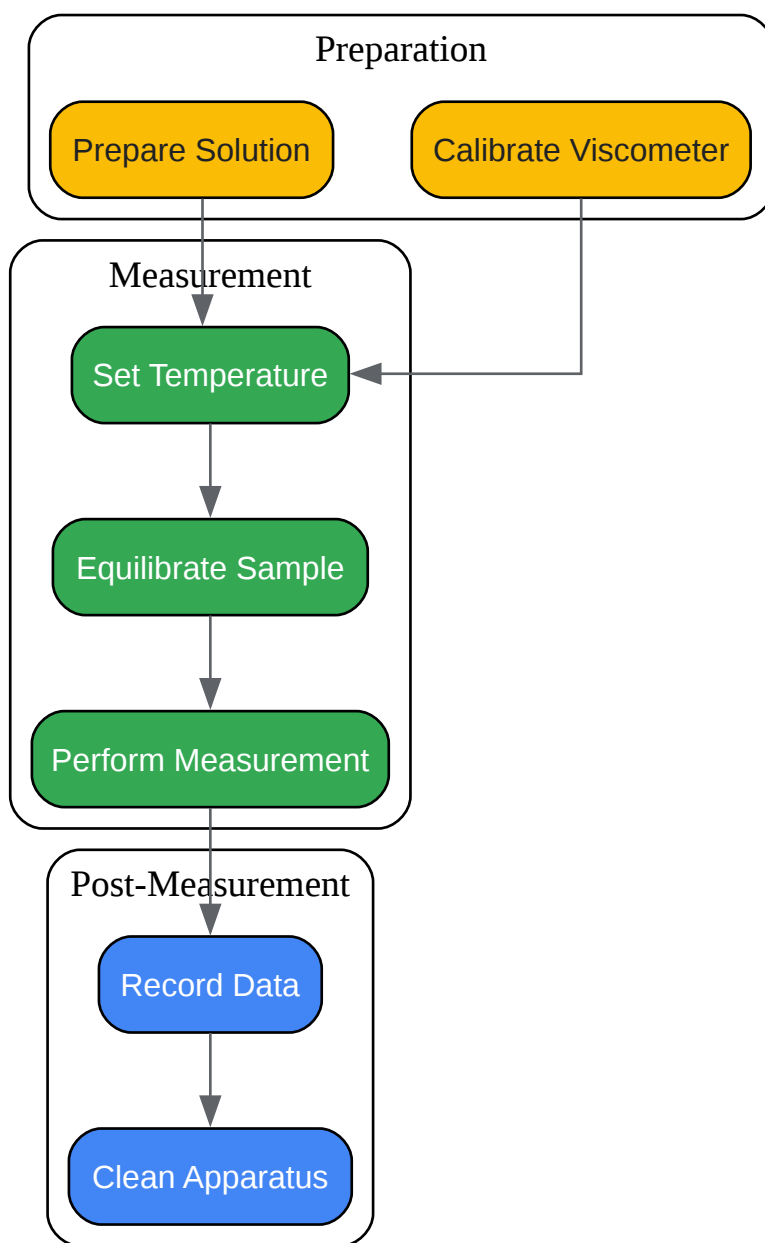 Preparation
Prepare Solution
Calibrate Viscometer
Measurement
Set Temperature
Equilibrate Sample
Perform Measurement
Post-Measurement
Record Data
Clean Apparatus